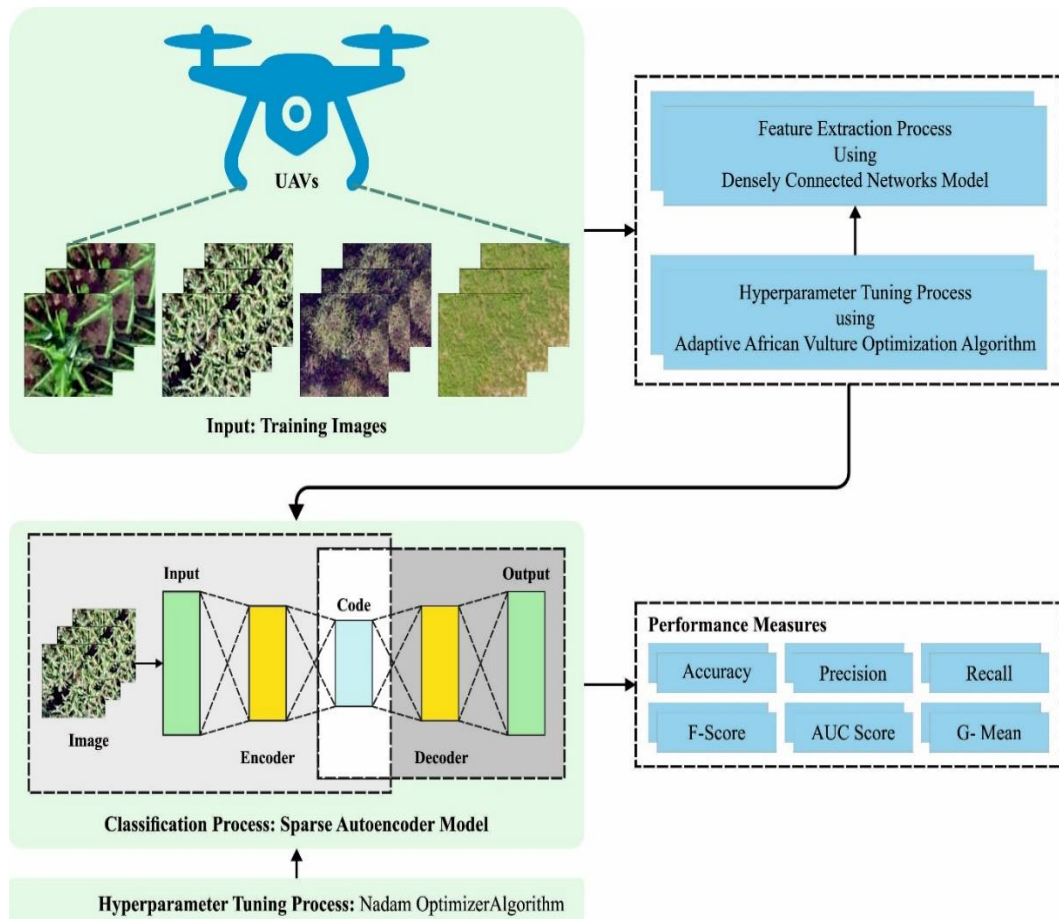 UAVs
Input: Training Images
Feature Extraction Process
Using
Densely Connected Networks Model
Hyperparameter Tuning Process
using
Adaptive African Vulture Optimization Algorithm
Input
Output
Code
Image
Encoder
Decoder
Classification Process: Sparse Autoencoder Model
Hyperparameter Tuning Process: Nadam OptimizerAlgorithm
Performance Measures
Accuracy
Precision
Recall
F-Score
AUC Score
G- Mean